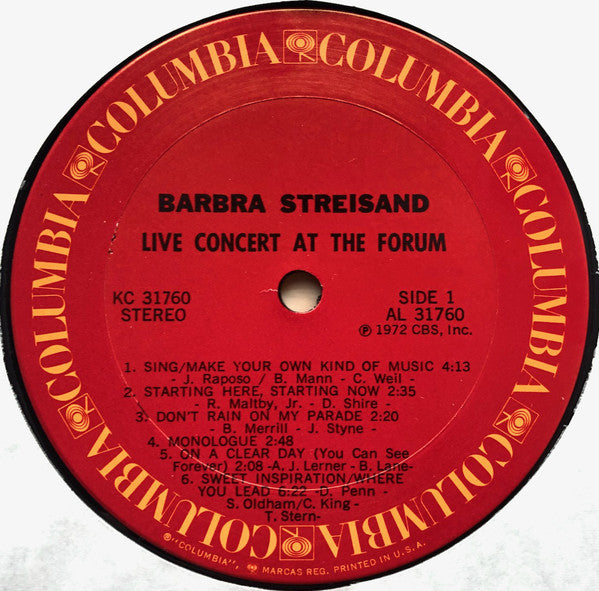 COLUMBIA COLUMBIA COLUMBIA COLUMBIA COLUMBIA COLUMBIA COLUMBIA COLUMBIA
BARBRA STREISAND
LIVE CONCERT AT THE FORUM
KC 31760
STEREO
SIDE 1
AL 31760
℗ 1972 CBS, Inc.
1. SING/MAKE YOUR OWN KIND OF MUSIC 4:13
- J. Raposo / B. Mann - C. Weil -
2. STARTING HERE, STARTING NOW 2:35
- R. Maltby, Jr. - D. Shire -
3. DON'T RAIN ON MY PARADE 2:20
- B. Merrill - J. Styne -
4. MONOLOGUE 2:48
5. ON A CLEAR DAY (You Can See
Forever) 2:08 -A. J. Lerner - B. Lane-
6. SWEET INSPIRATION/WHERE
YOU LEAD 6:22 -D. Penn -
S. Oldham/C. King -
T. Stern-
®"COLUMBIA", MARCAS REG. PRINTED IN U.S.A.